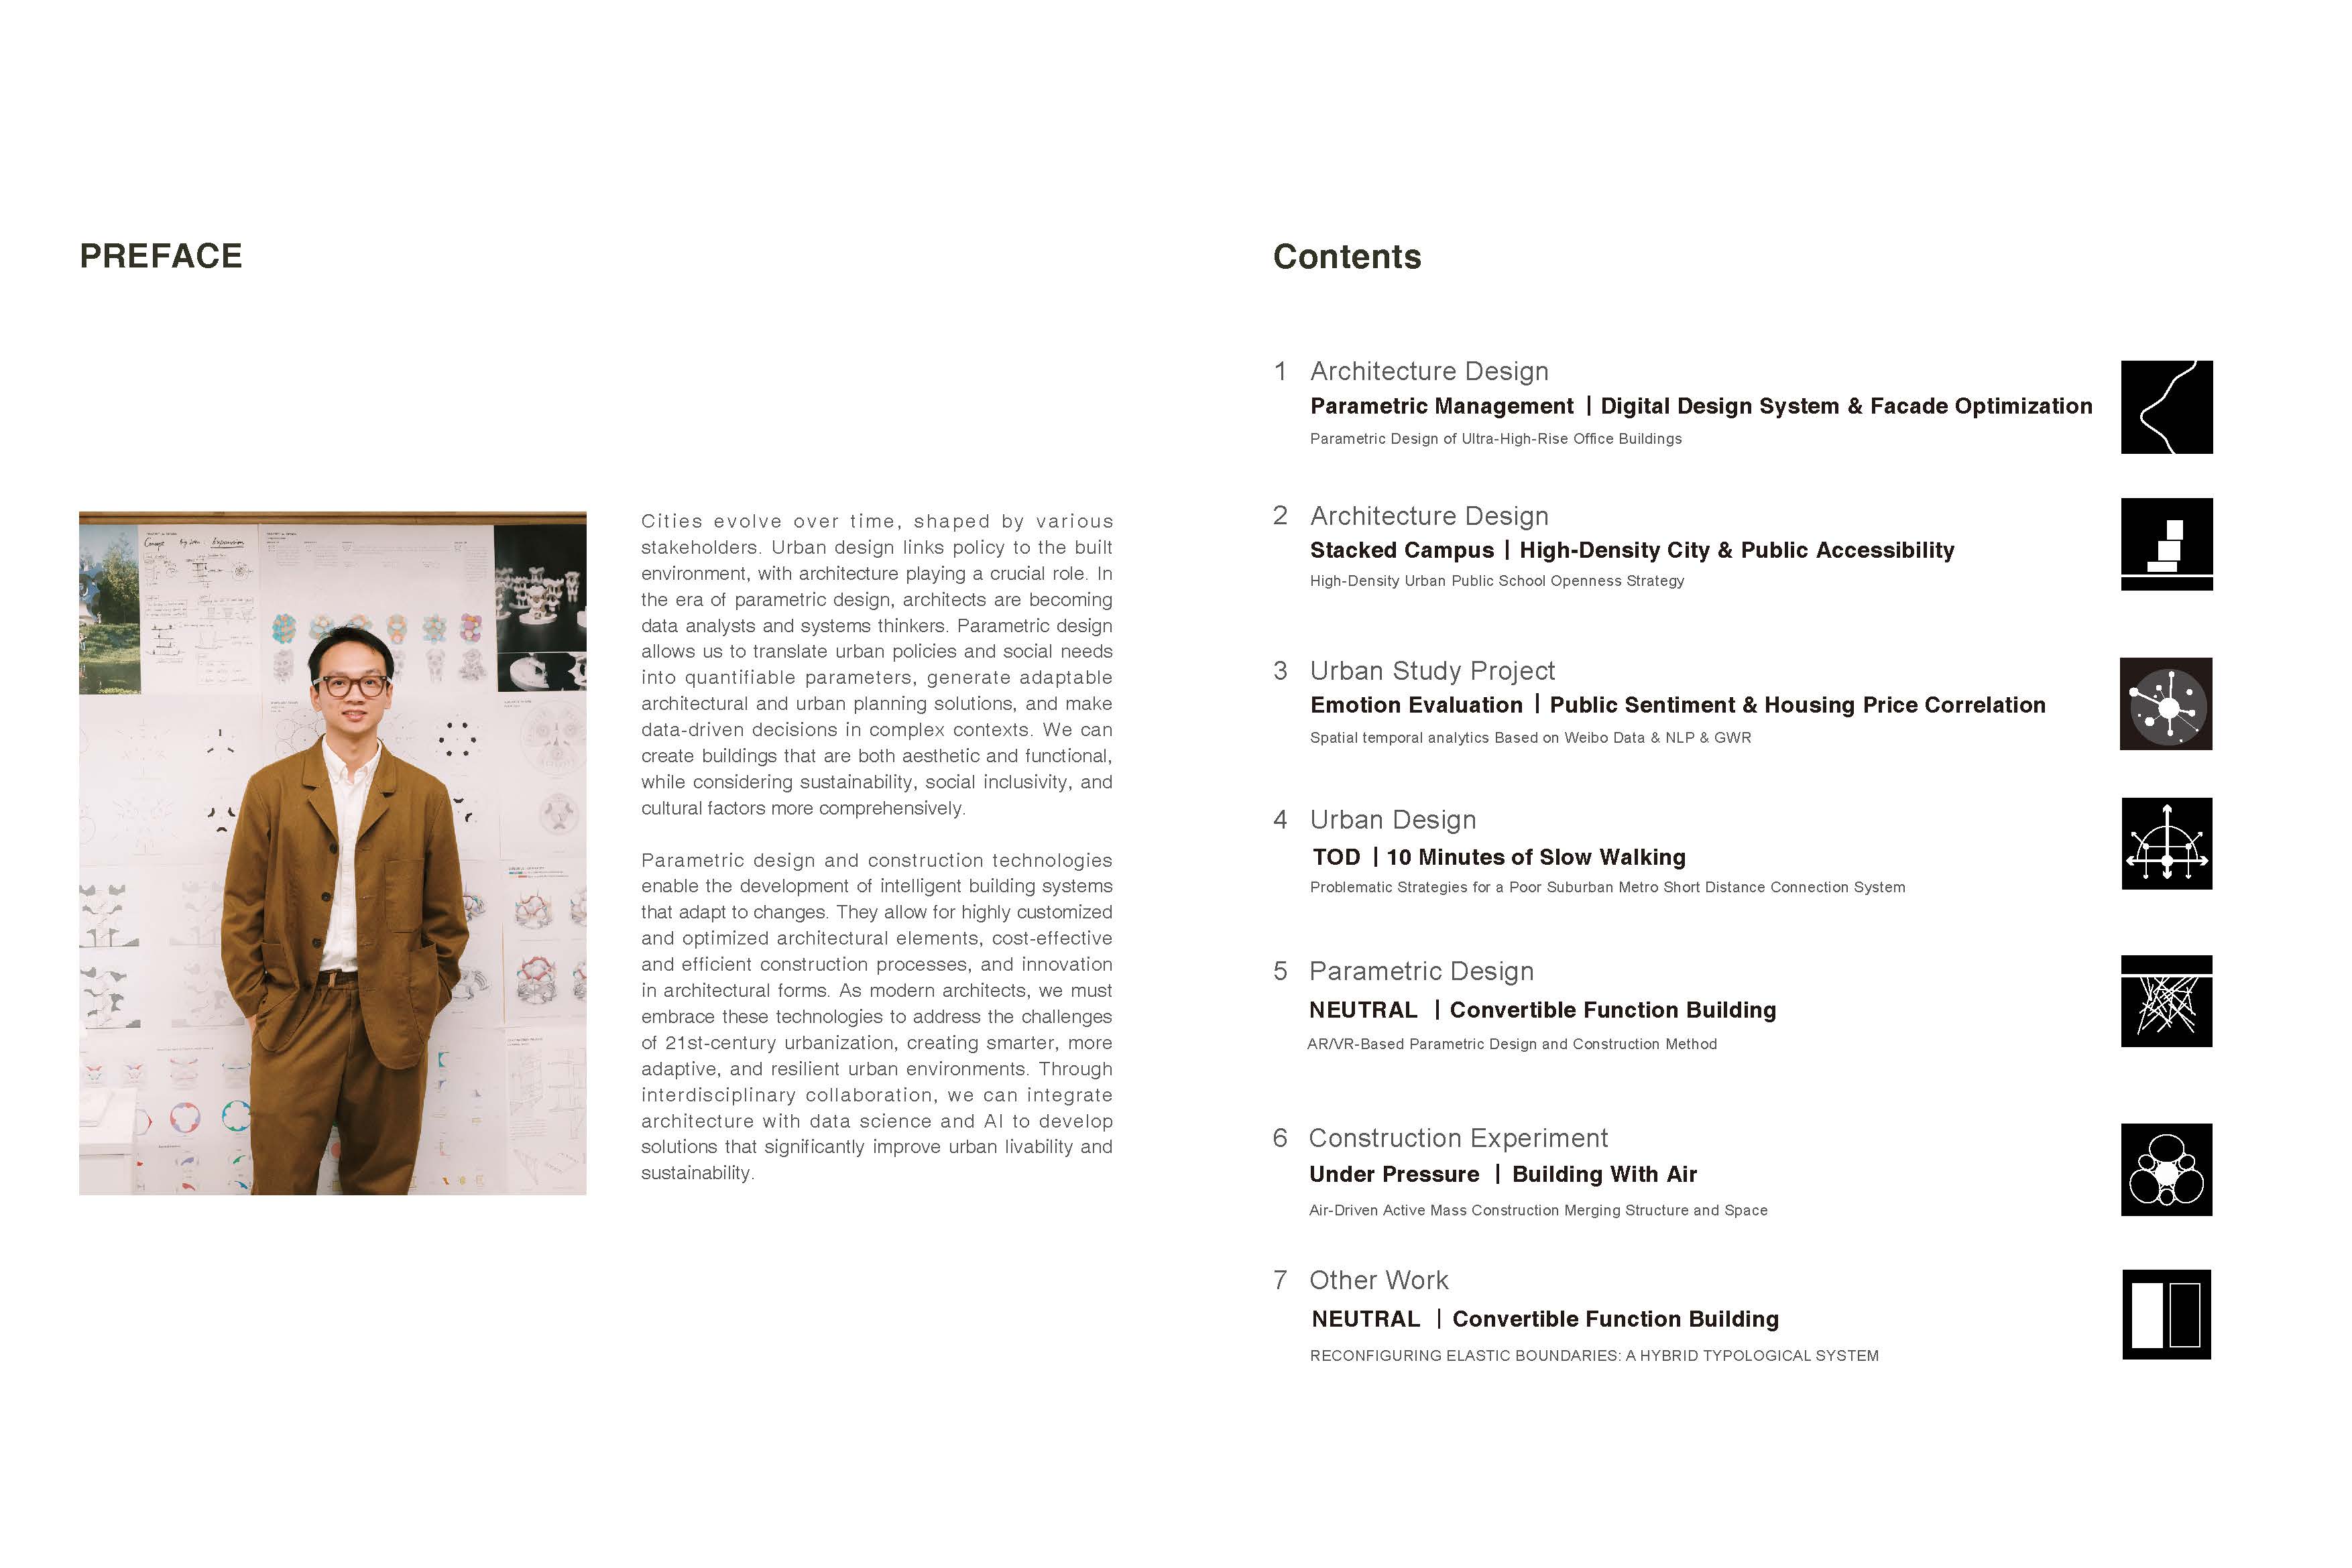 PREFACE
Cities evolve over time, shaped by various
stakeholders. Urban design links policy to the built
environment, with architecture playing a crucial role. In
the era of parametric design, architects are becoming
data analysts and systems thinkers. Parametric design
allows us to translate urban policies and social needs
into quantifiable parameters, generate adaptable
architectural and urban planning solutions, and make
data-driven decisions in complex contexts. We can
create buildings that are both aesthetic and functional,
while considering sustainability, social inclusivity, and
cultural factors more comprehensively.
Parametric design and construction technologies
enable the development of intelligent building systems
that adapt to changes. They allow for highly customized
and optimized architectural elements, cost-effective
and efficient construction processes, and innovation
in architectural forms. As modern architects, we must
embrace these technologies to address the challenges
of 21st-century urbanization, creating smarter, more
adaptive, and resilient urban environments. Through
interdisciplinary collaboration, we can integrate
architecture with data science and AI to develop
solutions that significantly improve urban livability and
sustainability.
Contents
1 Architecture Design
Parametric Management | Digital Design System & Facade Optimization
Parametric Design of Ultra-High-Rise Office Buildings
2 Architecture Design
Stacked Campus | High-Density City & Public Accessibility
High-Density Urban Public School Openness Strategy
3 Urban Study Project
Emotion Evaluation | Public Sentiment & Housing Price Correlation
Spatial temporal analytics Based on Weibo Data & NLP & GWR
4 Urban Design
TOD | 10 Minutes of Slow Walking
Problematic Strategies for a Poor Suburban Metro Short Distance Connection System
5 Parametric Design
NEUTRAL | Convertible Function Building
AR/VR-Based Parametric Design and Construction Method
6 Construction Experiment
Under Pressure | Building With Air
Air-Driven Active Mass Construction Merging Structure and Space
7 Other Work
NEUTRAL | Convertible Function Building
RECONFIGURING ELASTIC BOUNDARIES: A HYBRID TYPOLOGICAL SYSTEM